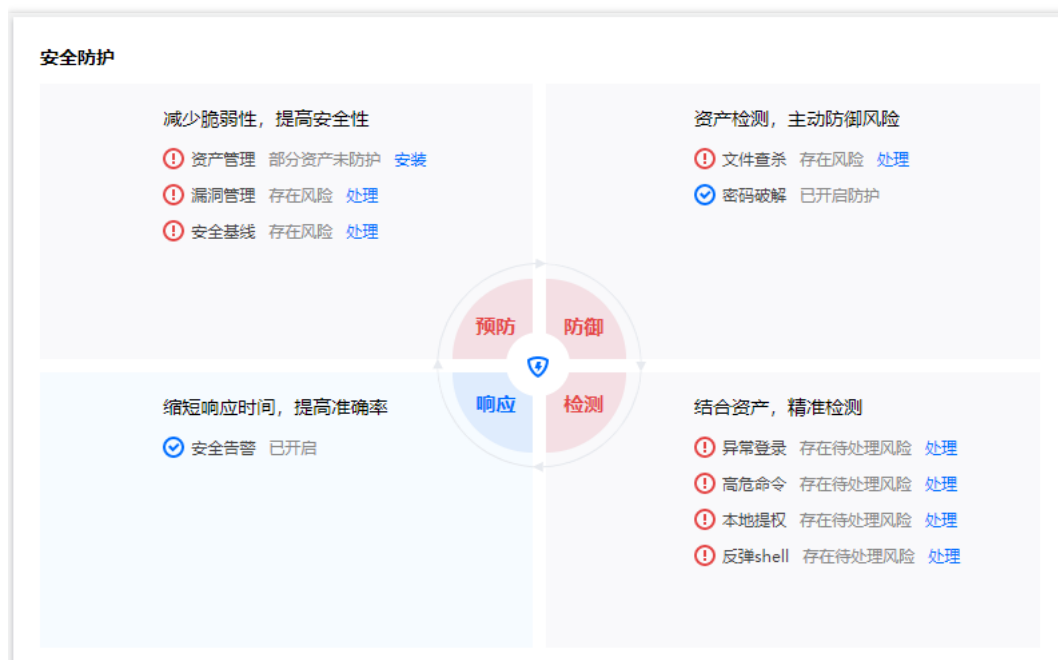 安全防护
减少脆弱性，提高安全性
资产管理 部分资产未防护 安装
漏洞管理 存在风险 处理
安全基线 存在风险 处理
资产检测，主动防御风险
文件查杀 存在风险 处理
密码破解 已开启防护
预防
防御
响应
检测
缩短响应时间，提高准确率
安全告警 已开启
结合资产，精准检测
异常登录 存在待处理风险 处理
高危命令 存在待处理风险 处理
本地提权 存在待处理风险 处理
反弹shell 存在待处理风险 处理